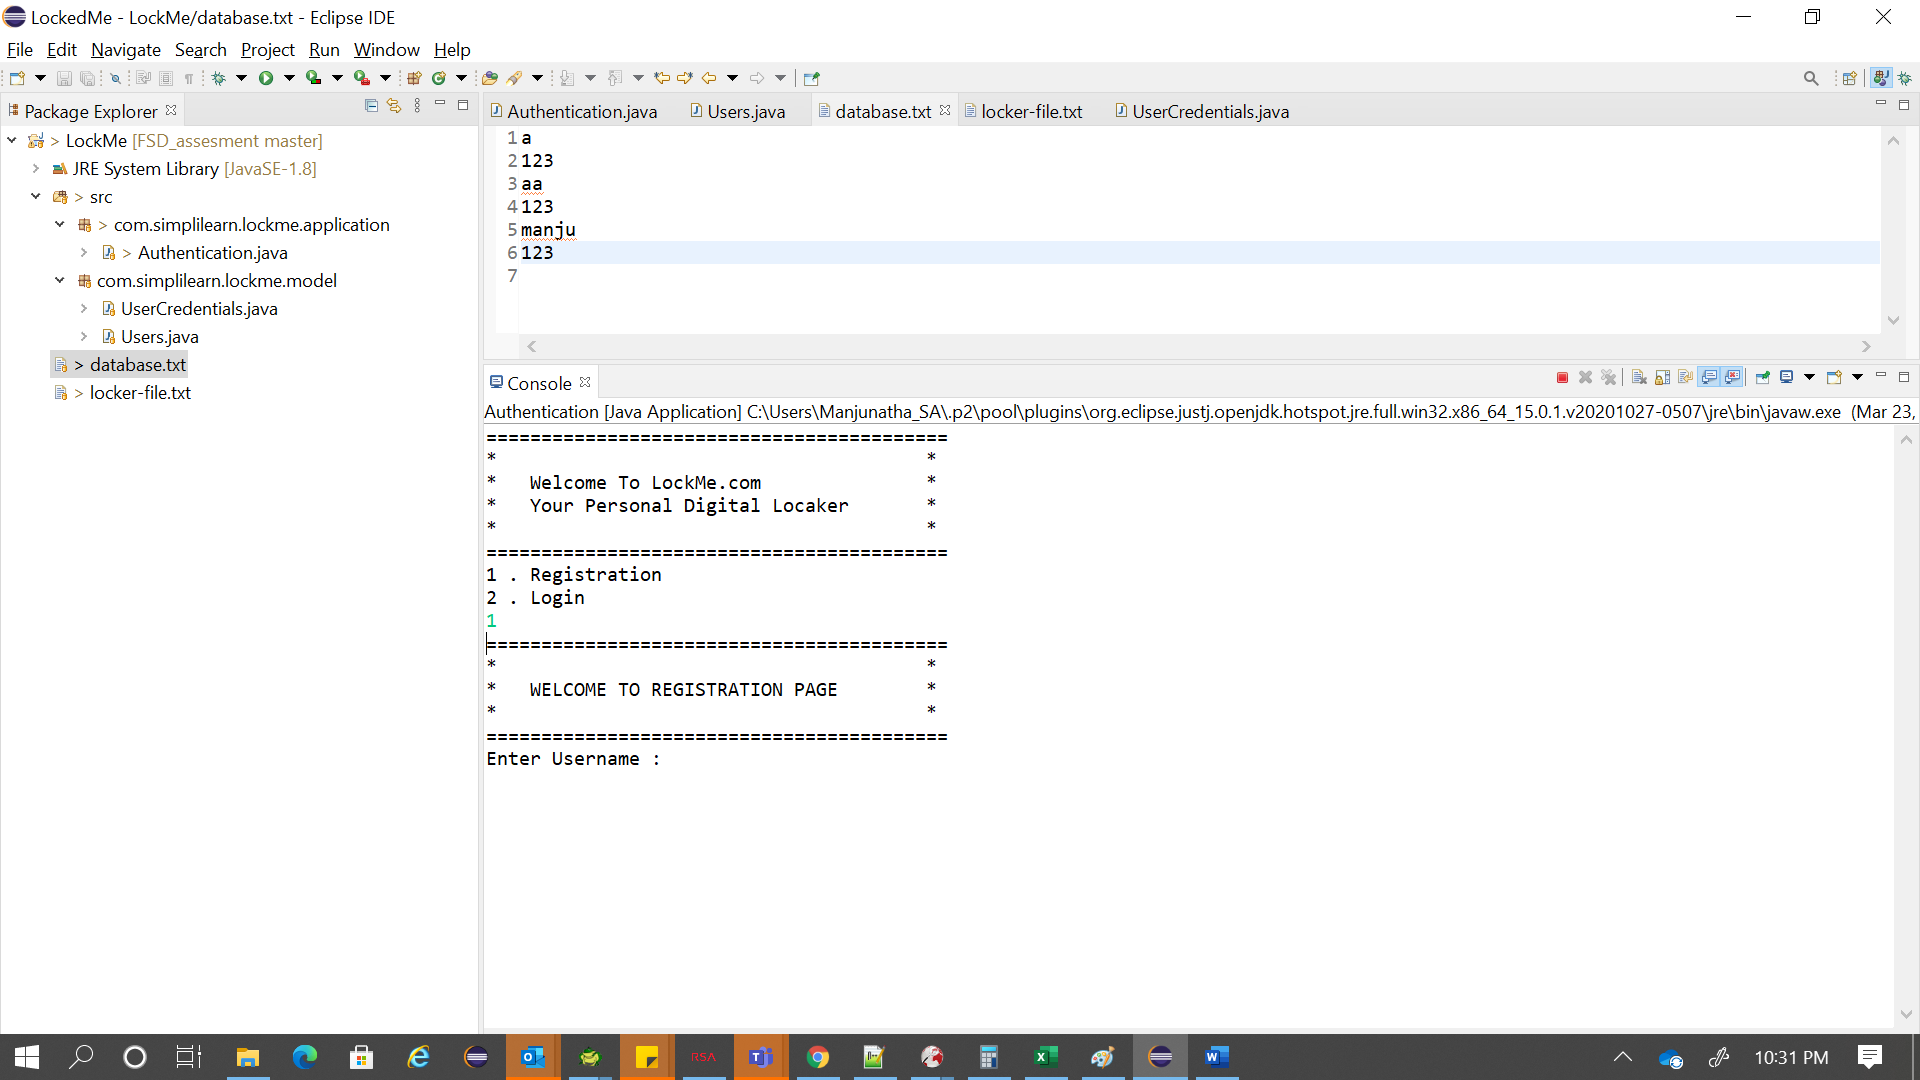 LockedMe - LockMe/database.txt - Eclipse IDE
File Edit Navigate Search Project Run Window Help
Package Explorer
> LockMe [FSD_assesment master]
JRE System Library [JavaSE-1.8]
> src
> com.simplilearn.lockme.application
> Authentication.java
com.simplilearn.lockme.model
UserCredentials.java
Users.java
> database.txt
> locker-file.txt
Authentication.java Users.java database.txt locker-file.txt UserCredentials.java
1 a
2 123
3 aa
4 123
5 manju
6 123
7
Console
Authentication [Java Application] C:\Users\Manjunatha_SA\.p2\pool\plugins\org.eclipse.justj.openjdk.hotspot.jre.full.win32.x86_64_15.0.1.v20201027-0507\jre\bin\javaw.exe (Mar 23,
==========================================
* *
* Welcome To LockMe.com *
* Your Personal Digital Locaker *
* *
==========================================
1 . Registration
2 . Login
1
==========================================
* *
* WELCOME TO REGISTRATION PAGE *
* *
==========================================
Enter Username :
RSA
10:31 PM